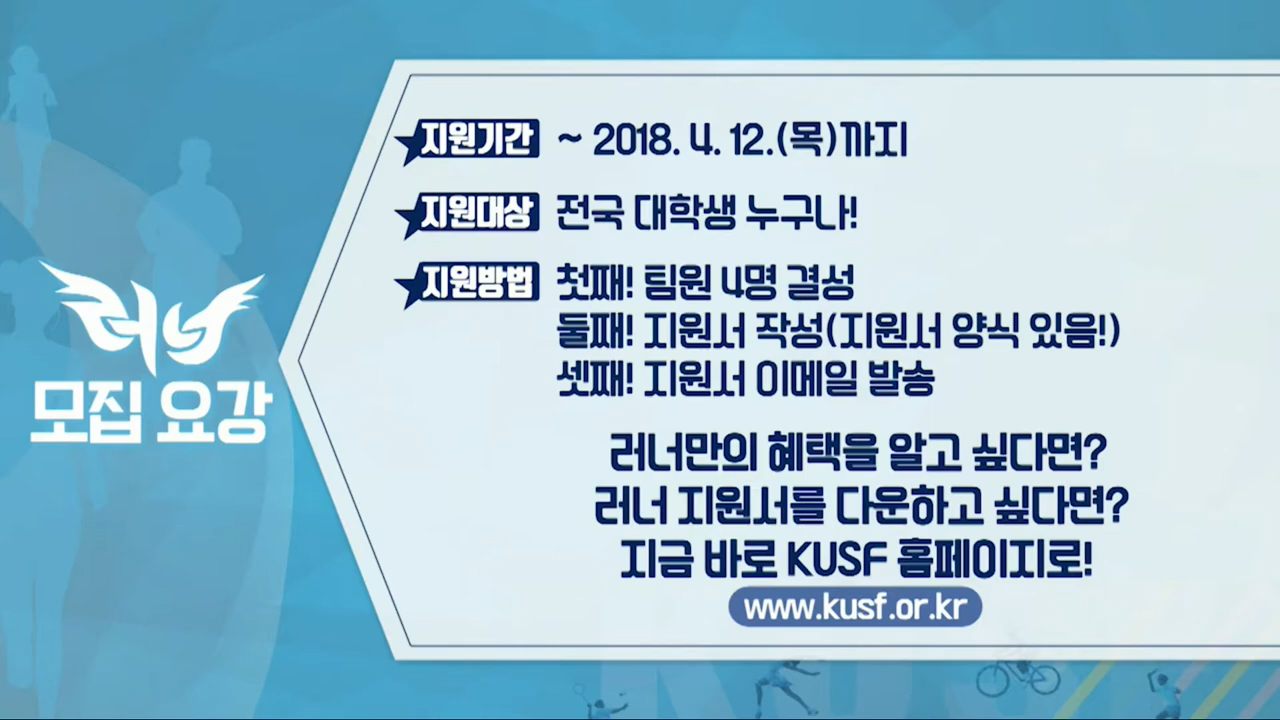 러너
모집 요강
지원기간 ~ 2018. 4. 12.(목)까지
지원대상 전국 대학생 누구나!
지원방법 첫째! 팀원 4명 결성
둘째! 지원서 작성(지원서 양식 있음!)
셋째! 지원서 이메일 발송
러너만의 혜택을 알고 싶다면?
러너 지원서를 다운하고 싶다면?
지금 바로 KUSF 홈페이지로!
www.kusf.or.kr